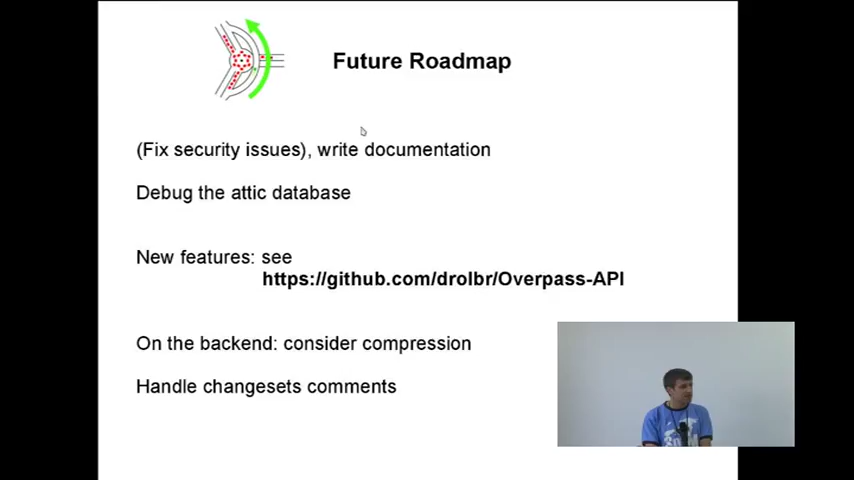 Future Roadmap
(Fix security issues), write documentation
Debug the attic database
New features: see
https://github.com/drolbr/Overpass-API
On the backend: consider compression
Handle changesets comments